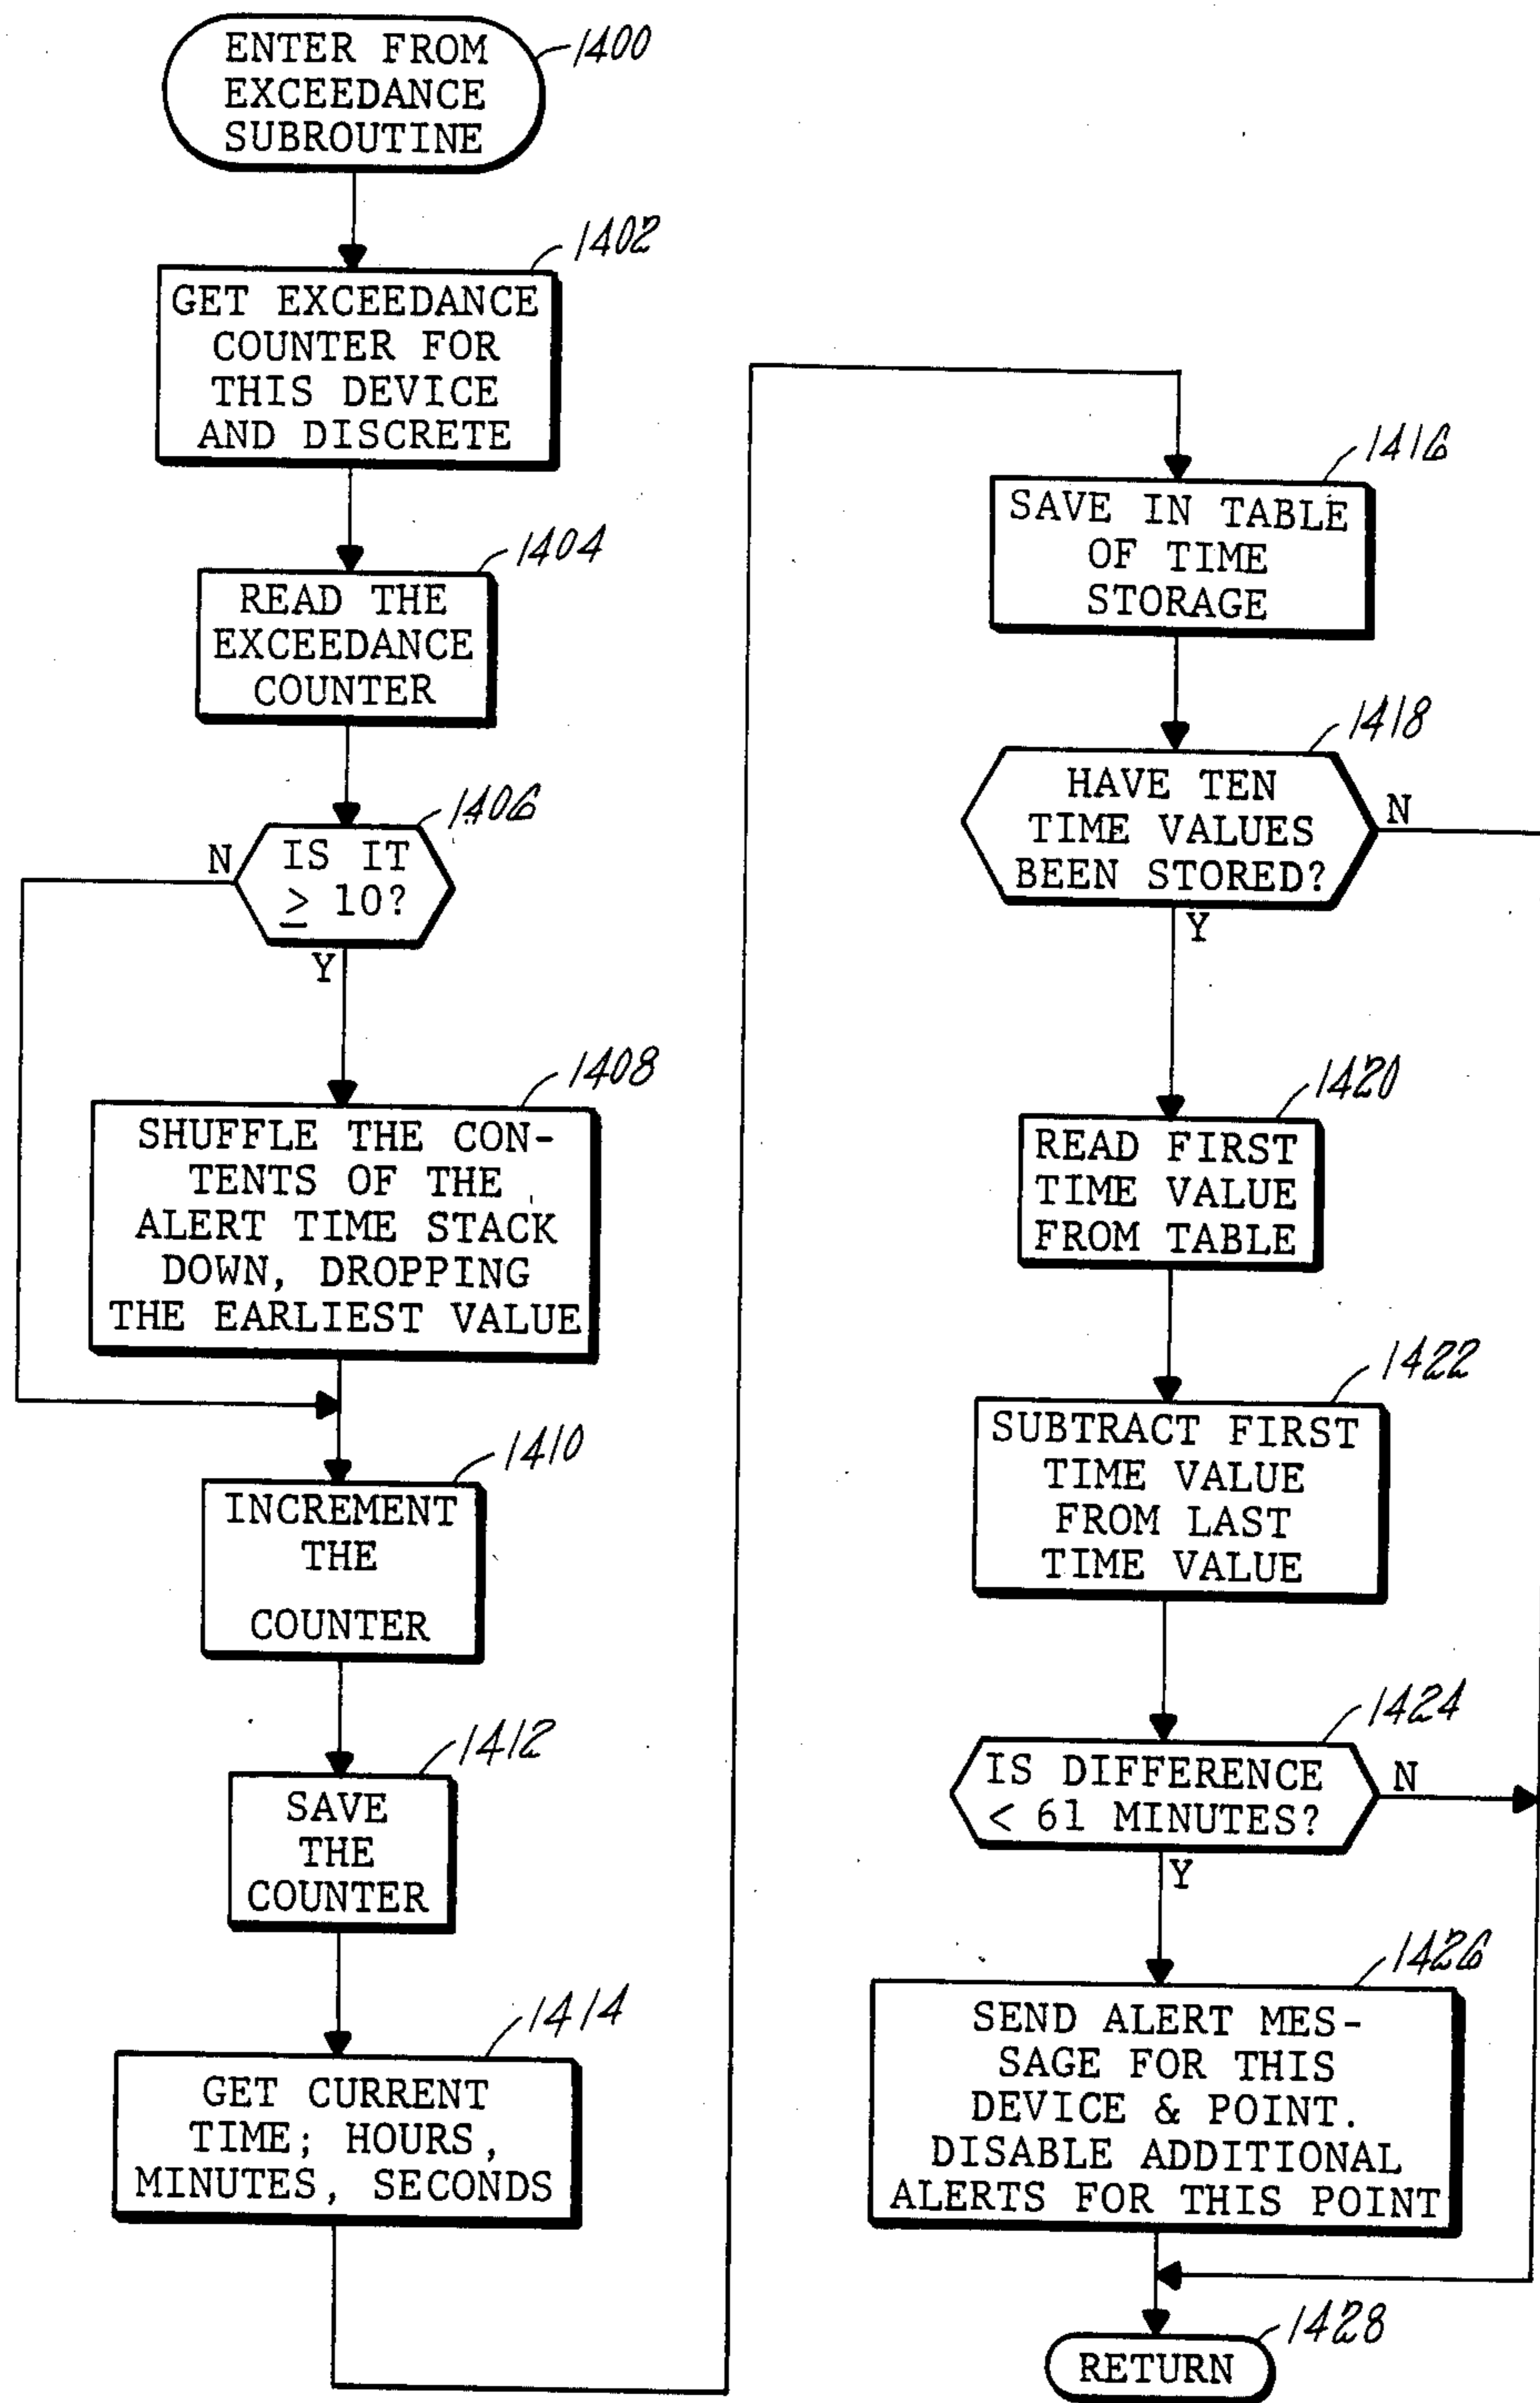 ENTER FROM
EXCEEDANCE
SUBROUTINE
1400
1402
GET EXCEEDANCE
COUNTER FOR
THIS DEVICE
AND DISCRETE
1404
READ THE
EXCEEDANCE
COUNTER
1406
N
IS IT
≥ 10?
Y
1408
SHUFFLE THE CON-
TENTS OF THE
ALERT TIME STACK
DOWN, DROPPING
THE EARLIEST VALUE
1410
INCREMENT
THE
COUNTER
1412
SAVE
THE
COUNTER
1414
GET CURRENT
TIME; HOURS,
MINUTES, SECONDS
1416
SAVE IN TABLE
OF TIME
STORAGE
1418
HAVE TEN
TIME VALUES
BEEN STORED?
N
Y
1420
READ FIRST
TIME VALUE
FROM TABLE
1422
SUBTRACT FIRST
TIME VALUE
FROM LAST
TIME VALUE
1424
IS DIFFERENCE
< 61 MINUTES?
N
Y
1426
SEND ALERT MES-
SAGE FOR THIS
DEVICE & POINT.
DISABLE ADDITIONAL
ALERTS FOR THIS POINT
1428
RETURN